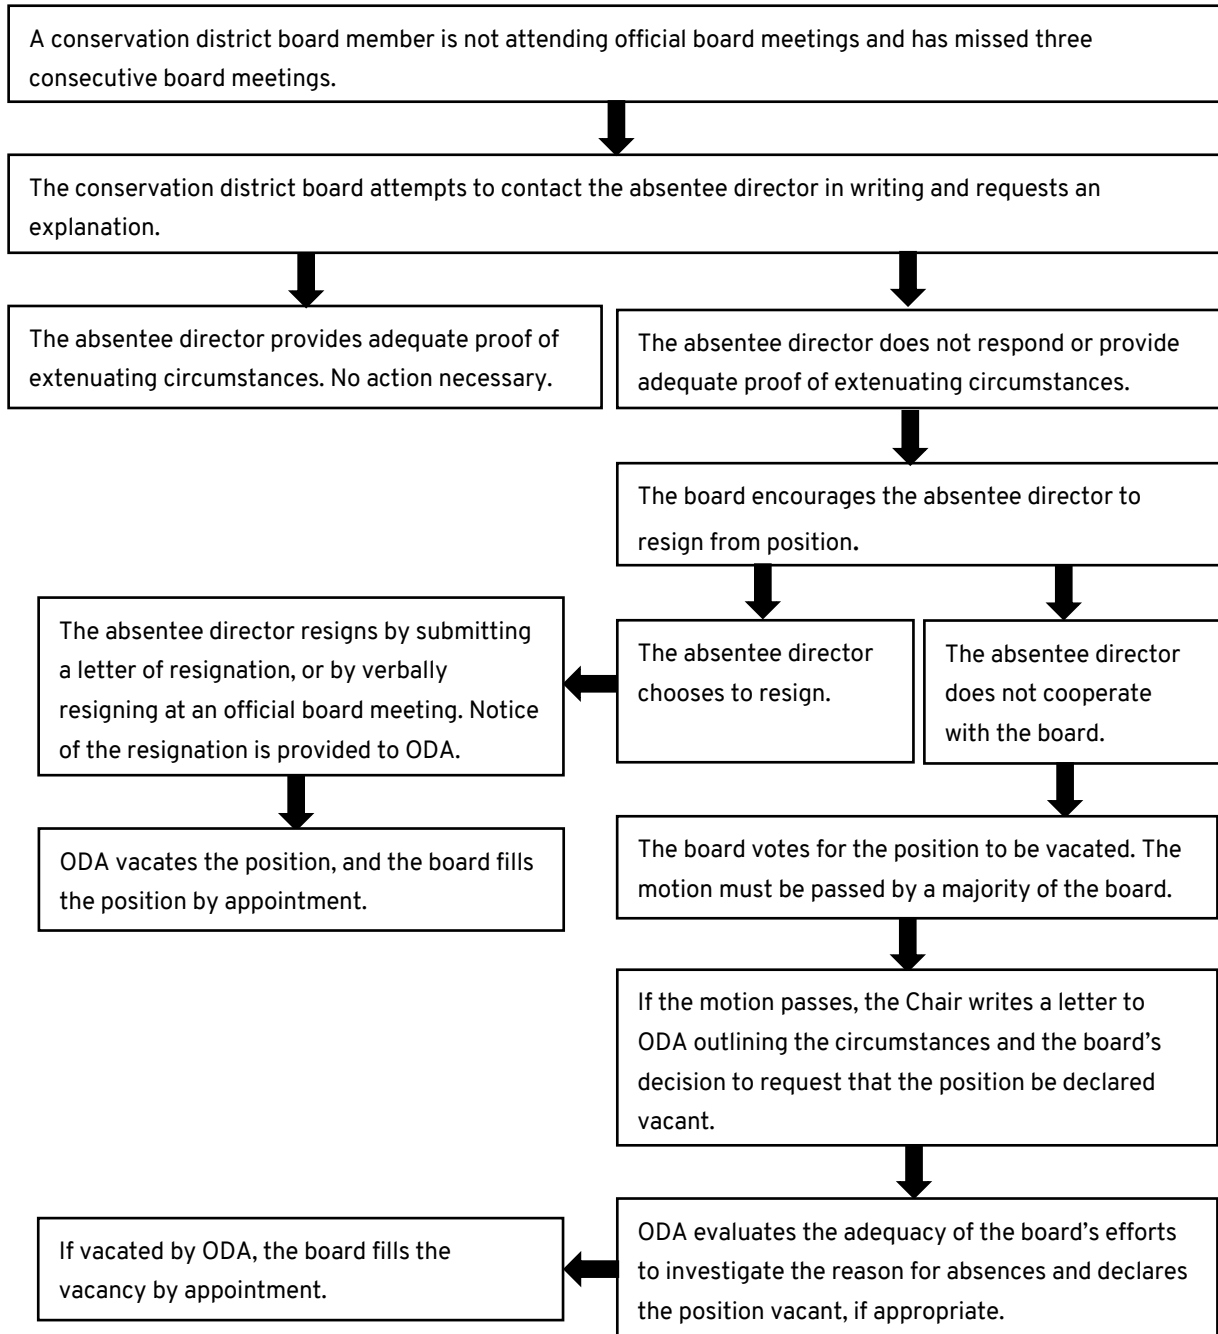 A conservation district board member is not attending official board meetings and has missed three
consecutive board meetings.
The conservation district board attempts to contact the absentee director in writing and requests an
explanation.
The absentee director provides adequate proof of
extenuating circumstances. No action necessary.
The absentee director does not respond or provide
adequate proof of extenuating circumstances.
The board encourages the absentee director to
resign from position.
The absentee director resigns by submitting
a letter of resignation, or by verbally
resigning at an official board meeting. Notice
of the resignation is provided to ODA.
The absentee director
chooses to resign.
The absentee director
does not cooperate
with the board.
ODA vacates the position, and the board fills
the position by appointment.
The board votes for the position to be vacated. The
motion must be passed by a majority of the board.
If the motion passes, the Chair writes a letter to
ODA outlining the circumstances and the board’s
decision to request that the position be declared
vacant.
If vacated by ODA, the board fills the
vacancy by appointment.
ODA evaluates the adequacy of the board’s efforts
to investigate the reason for absences and declares
the position vacant, if appropriate.